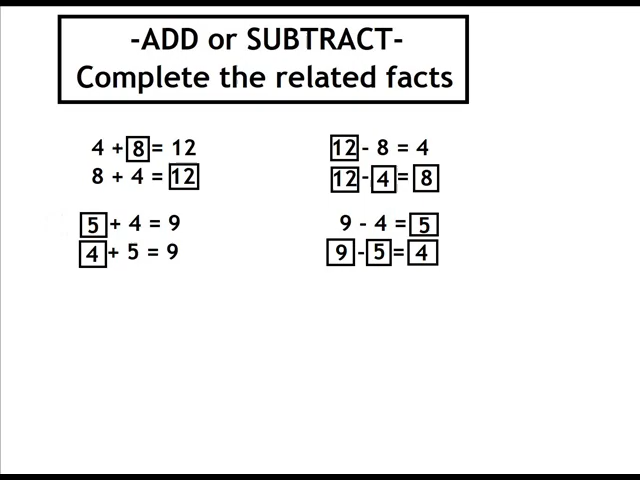 -ADD or SUBTRACT-
Complete the related facts
4 + 8 = 12
8 + 4 = 12
12 - 8 = 4
12 - 4 = 8
5 + 4 = 9
4 + 5 = 9
9 - 4 = 5
9 - 5 = 4